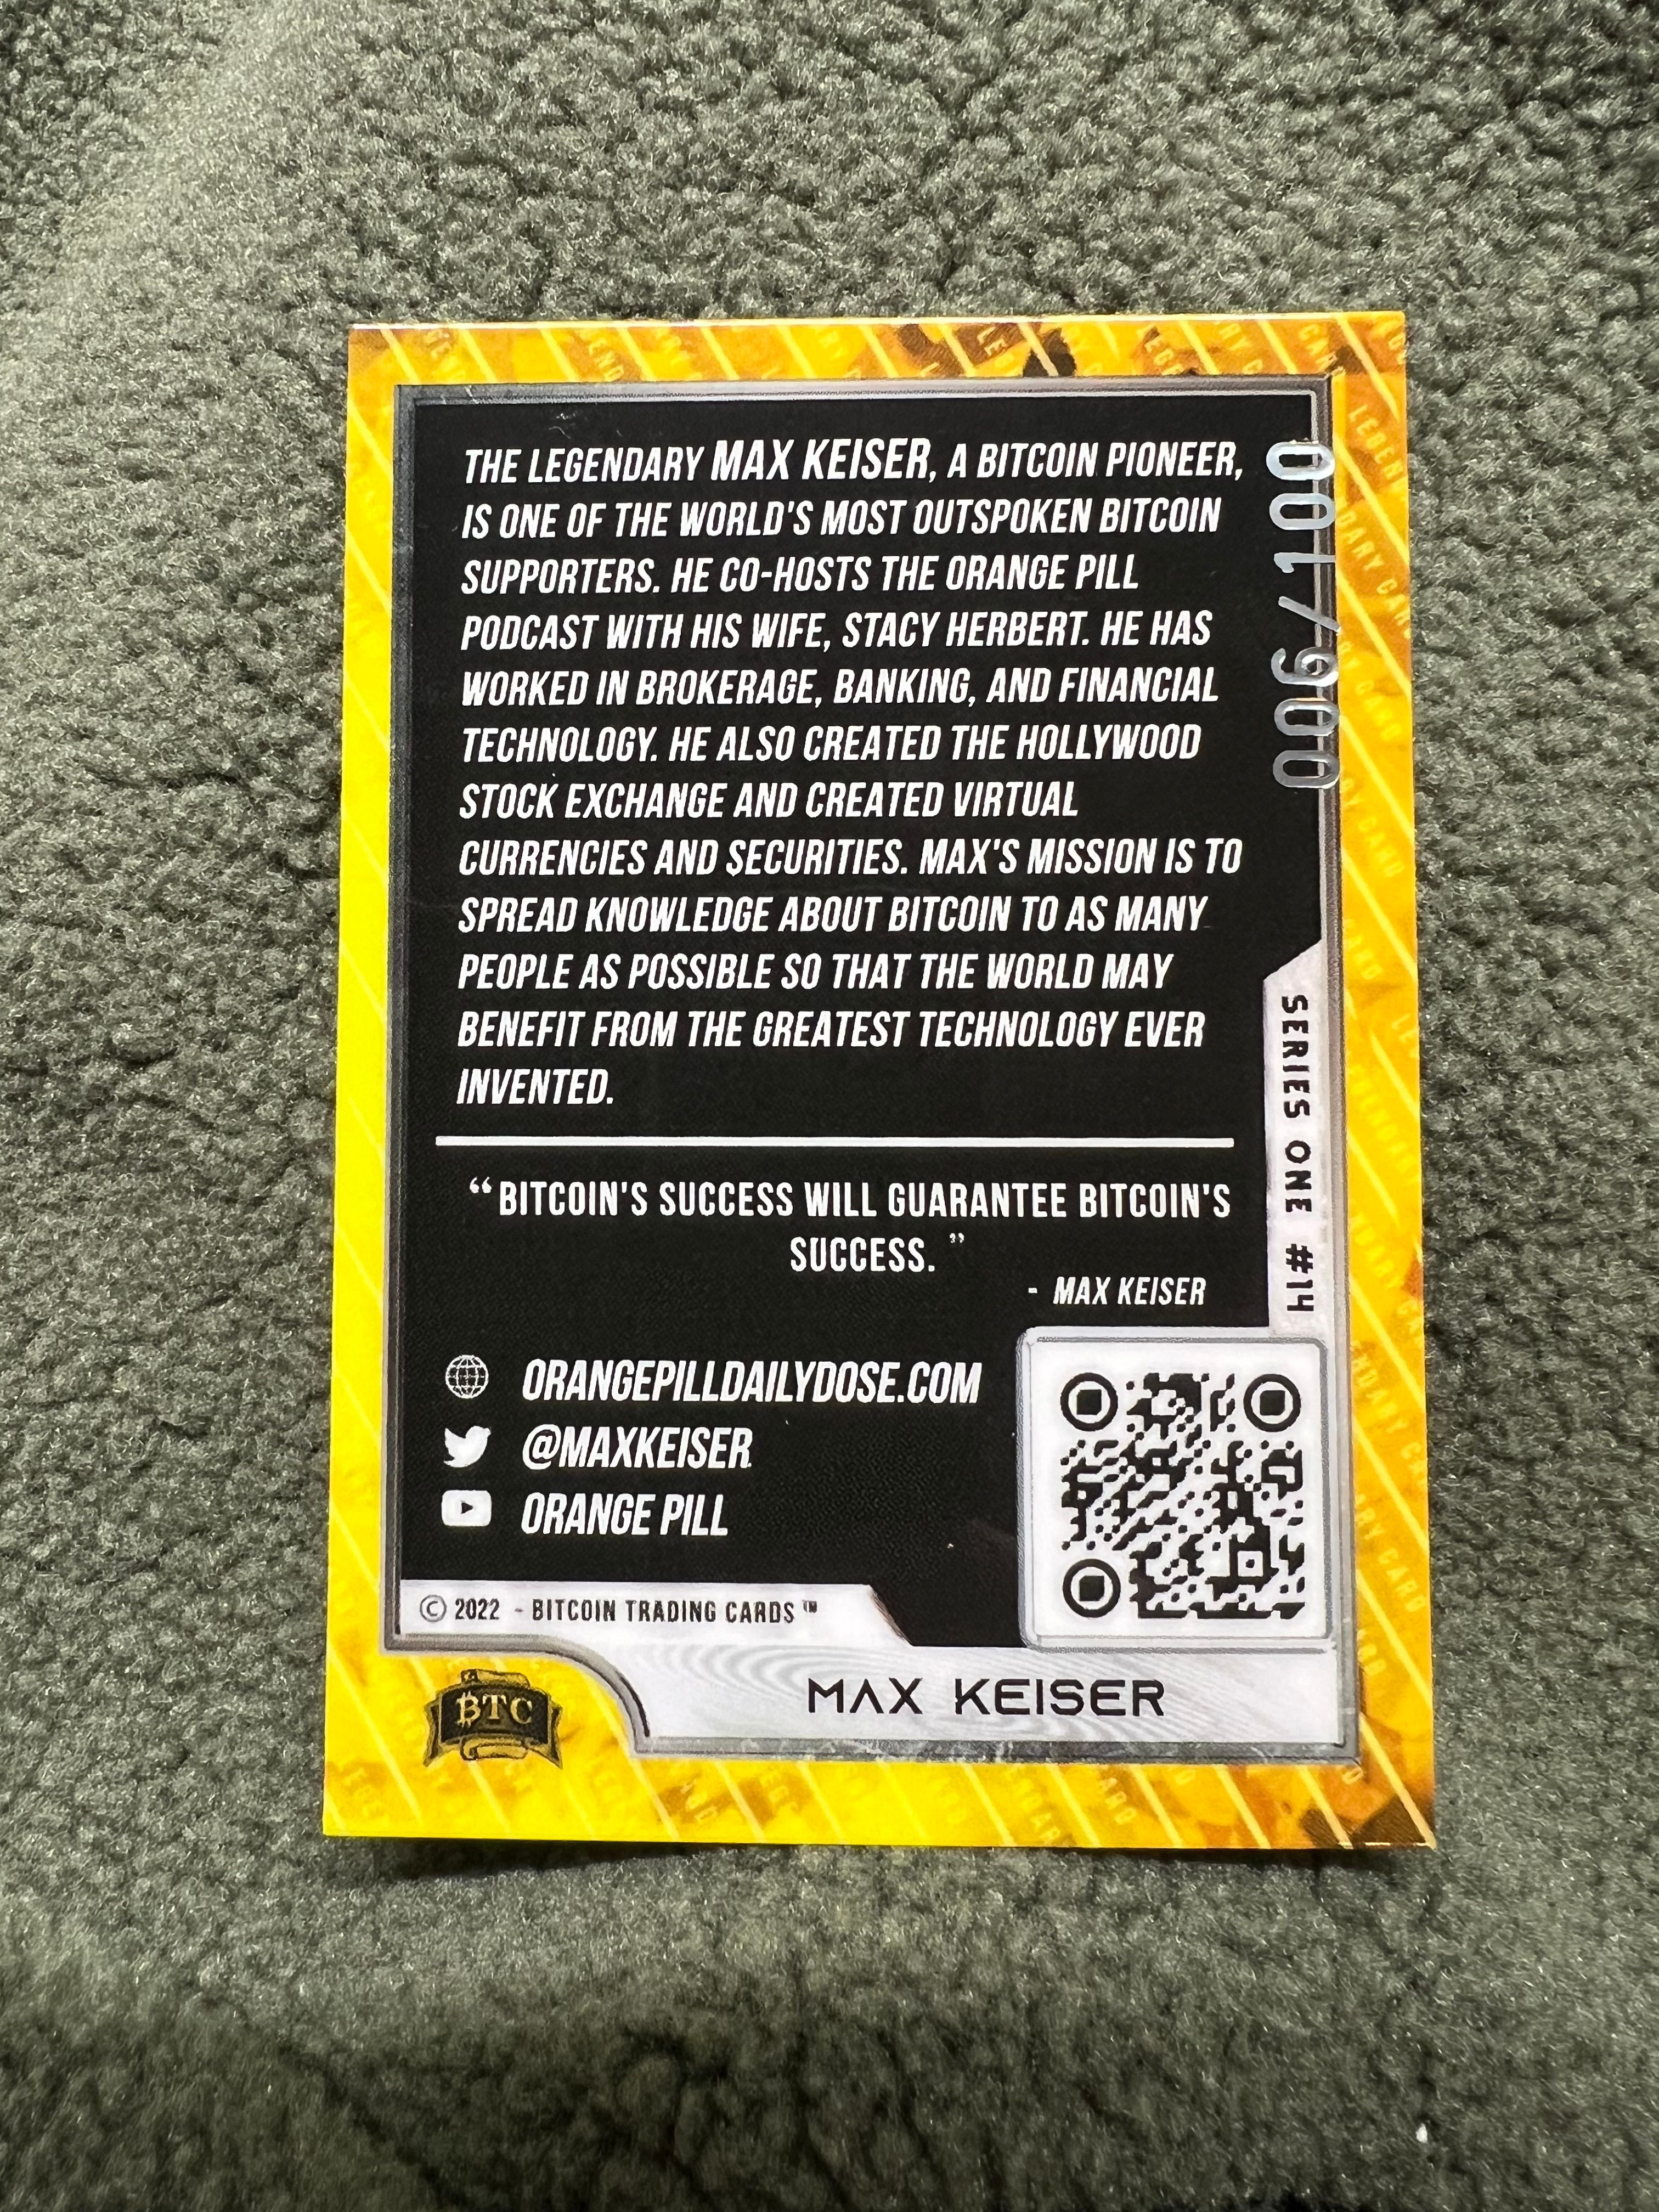 THE LEGENDARY MAX KEISER, A BITCOIN PIONEER,
IS ONE OF THE WORLD'S MOST OUTSPOKEN BITCOIN
SUPPORTERS. HE CO-HOSTS THE ORANGE PILL
PODCAST WITH HIS WIFE, STACY HERBERT. HE HAS
WORKED IN BROKERAGE, BANKING, AND FINANCIAL
TECHNOLOGY. HE ALSO CREATED THE HOLLYWOOD
STOCK EXCHANGE AND CREATED VIRTUAL
CURRENCIES AND SECURITIES. MAX'S MISSION IS TO
SPREAD KNOWLEDGE ABOUT BITCOIN TO AS MANY
PEOPLE AS POSSIBLE SO THAT THE WORLD MAY
BENEFIT FROM THE GREATEST TECHNOLOGY EVER
INVENTED.
009/100
SERIES ONE #14
“BITCOIN'S SUCCESS WILL GUARANTEE BITCOIN'S
SUCCESS. ”
- MAX KEISER
ORANGEPILLDAILYDOSE.COM
@MAXKEISER
ORANGE PILL
© 2022 - BITCOIN TRADING CARDS™
₿TC
MAX KEISER